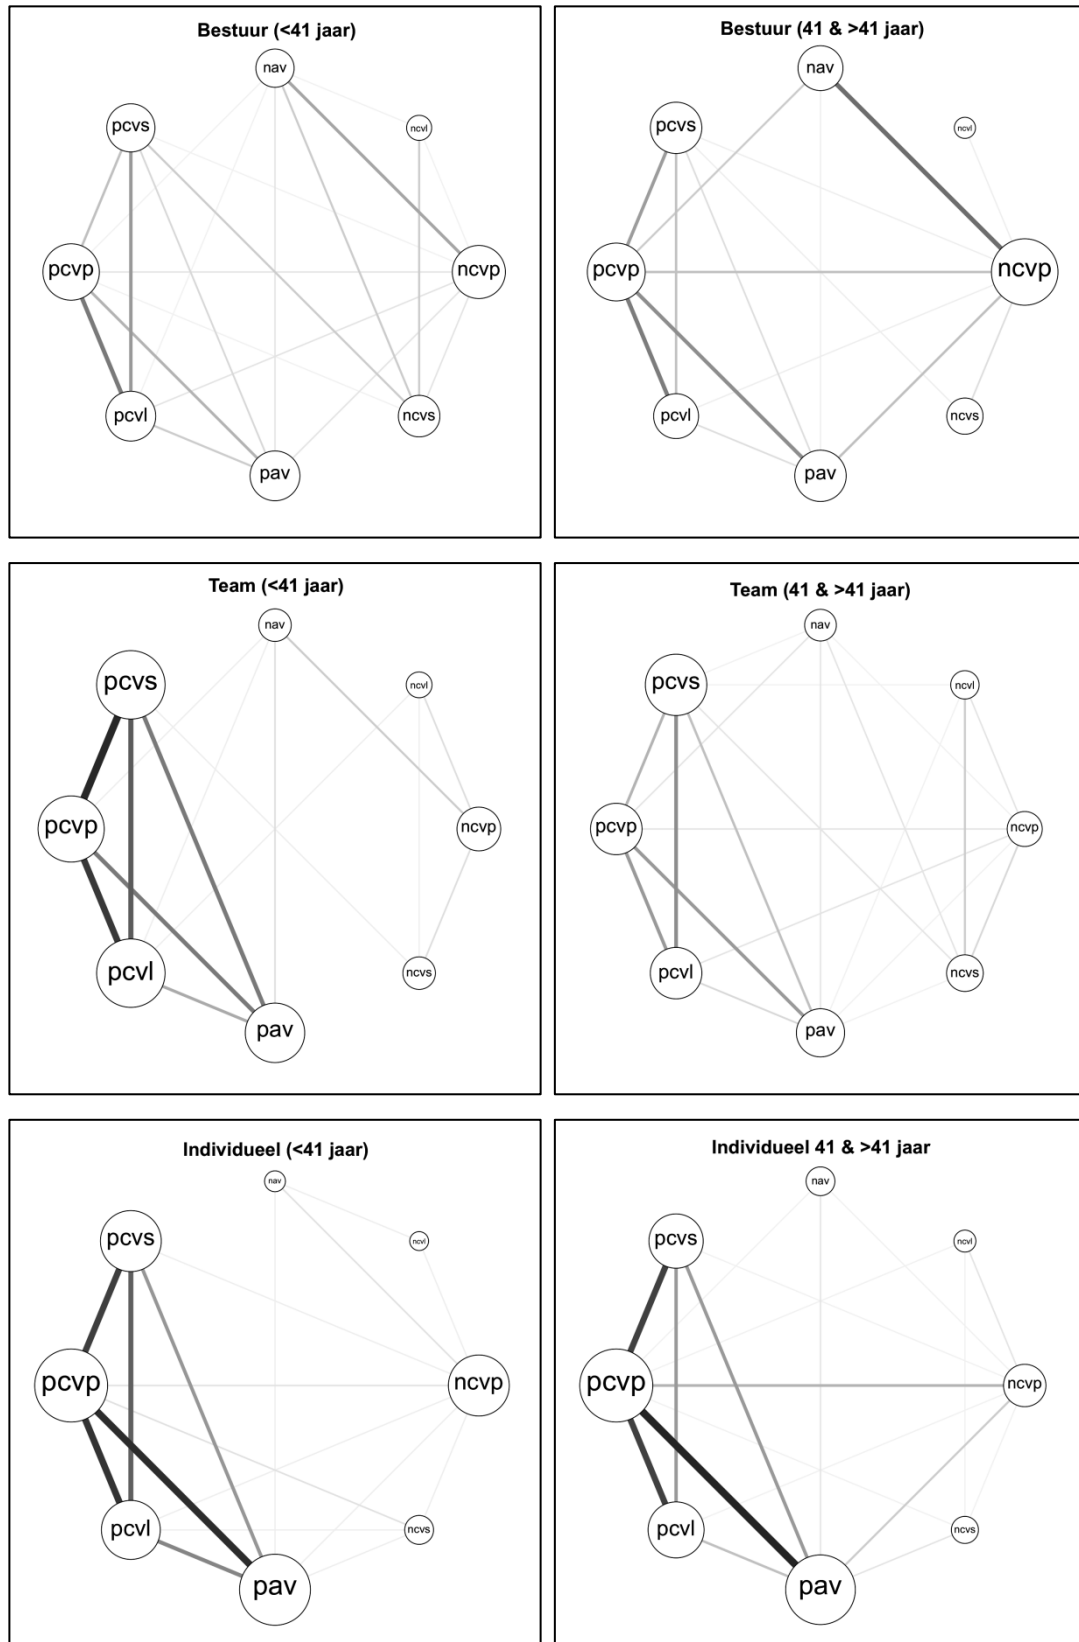 Bestuur (<41 jaar)
nav
pcvs
ncvl
pcvp
ncvp
pcvl
ncvs
pav
Bestuur (41 & >41 jaar)
nav
pcvs
ncvl
pcvp
ncvp
pcvl
ncvs
pav
Team (<41 jaar)
nav
pcvs
ncvl
pcvp
ncvp
pcvl
ncvs
pav
Team (41 & >41 jaar)
nav
pcvs
ncvl
pcvp
ncvp
pcvl
ncvs
pav
Individueel (<41 jaar)
nav
pcvs
ncvl
pcvp
ncvp
pcvl
ncvs
pav
Individueel 41 & >41 jaar
nav
pcvs
ncvl
pcvp
ncvp
pcvl
ncvs
pav